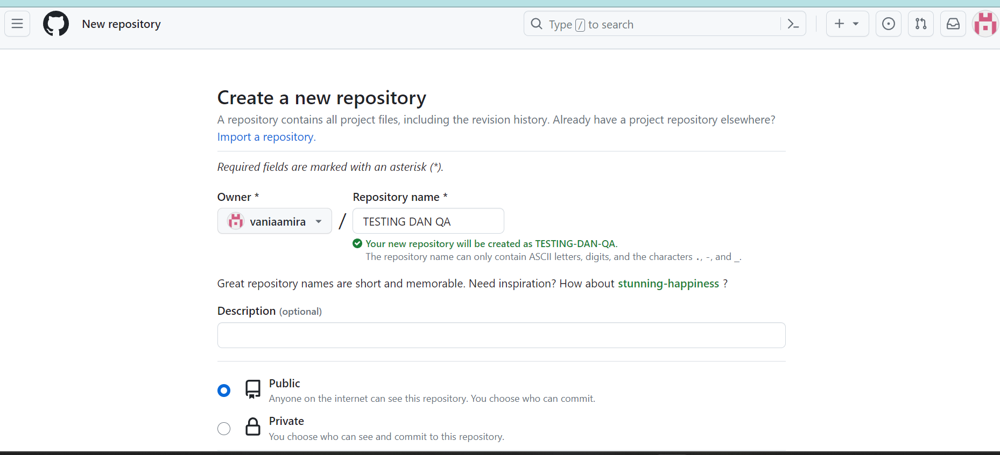 New repository
Type / to search
Create a new repository
A repository contains all project files, including the revision history. Already have a project repository elsewhere?
Import a repository.
Required fields are marked with an asterisk (*).
Owner *
Repository name *
vaniaamira
/
TESTING DAN QA
Your new repository will be created as TESTING-DAN-QA.
The repository name can only contain ASCII letters, digits, and the characters ., -, and _.
Great repository names are short and memorable. Need inspiration? How about stunning-happiness ?
Description (optional)
Public
Anyone on the internet can see this repository. You choose who can commit.
Private
You choose who can see and commit to this repository.